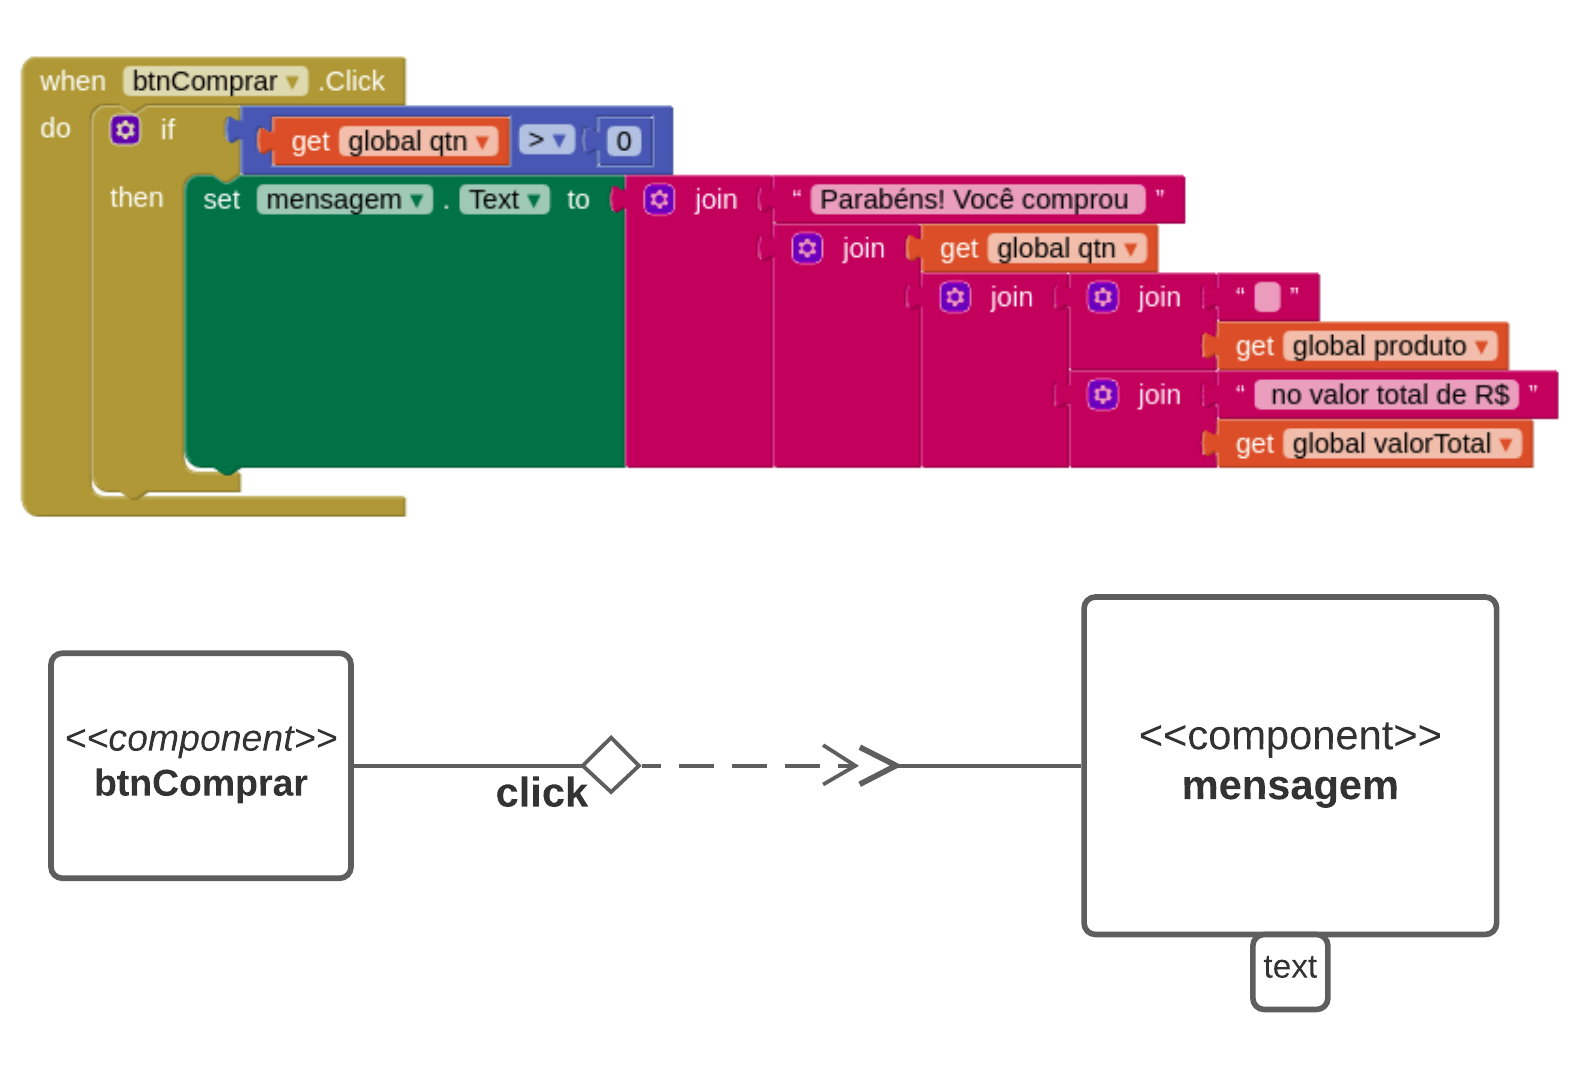 when btnComprar ▾ .Click
do if get global qtn ▾ > ▾ 0
then set mensagem ▾ . Text ▾ to join “ Parabéns! Você comprou ”
join get global qtn ▾
join join “ ”
get global produto ▾
join “ no valor total de R$ ”
get global valorTotal ▾
<<component>>
btnComprar
click
<<component>>
mensagem
text